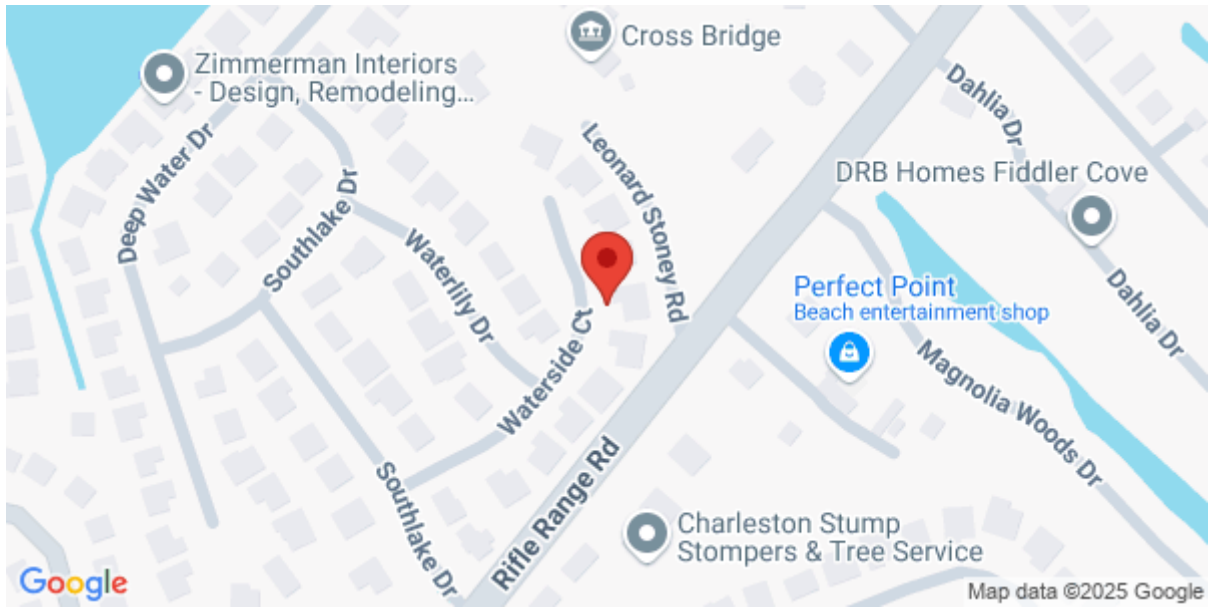 Cross Bridge
Zimmerman Interiors
- Design, Remodeling...
Dahlia Dr
Deep Water Dr
Leonard Stoney Rd
DRB Homes Fiddler Cove
Southlake Dr
Waterlily Dr
Perfect Point
Beach entertainment shop
Dahlia Dr
Waterside Ct
Magnolia Woods Dr
Rifle Range Rd
Southlake Dr
Charleston Stump
Stompers & Tree Service
Google
Map data ©2025 Google